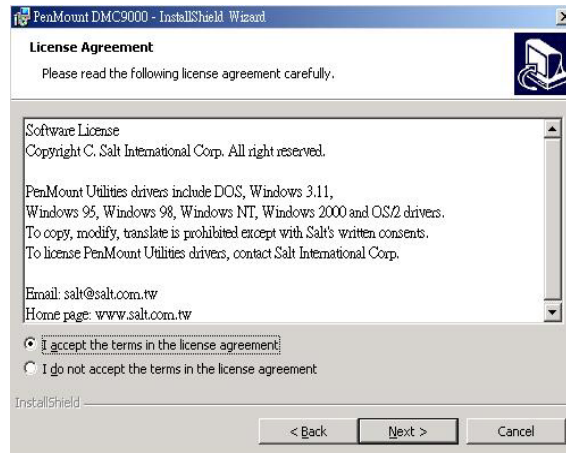 PenMount DMC9000 - InstallShield Wizard
License Agreement
Please read the following license agreement carefully.
Software License
Copyright C. Salt International Corp. All right reserved.
PenMount Utilities drivers include DOS, Windows 3.11,
Windows 95, Windows 98, Windows NT, Windows 2000 and OS/2 drivers.
To copy, modify, translate is prohibited except with Salt's written consents.
To license PenMount Utilities drivers, contact Salt International Corp.
Email: salt@salt.com.tw
Home page: www.salt.com.tw
I accept the terms in the license agreement
I do not accept the terms in the license agreement
InstallShield
< Back Next > Cancel